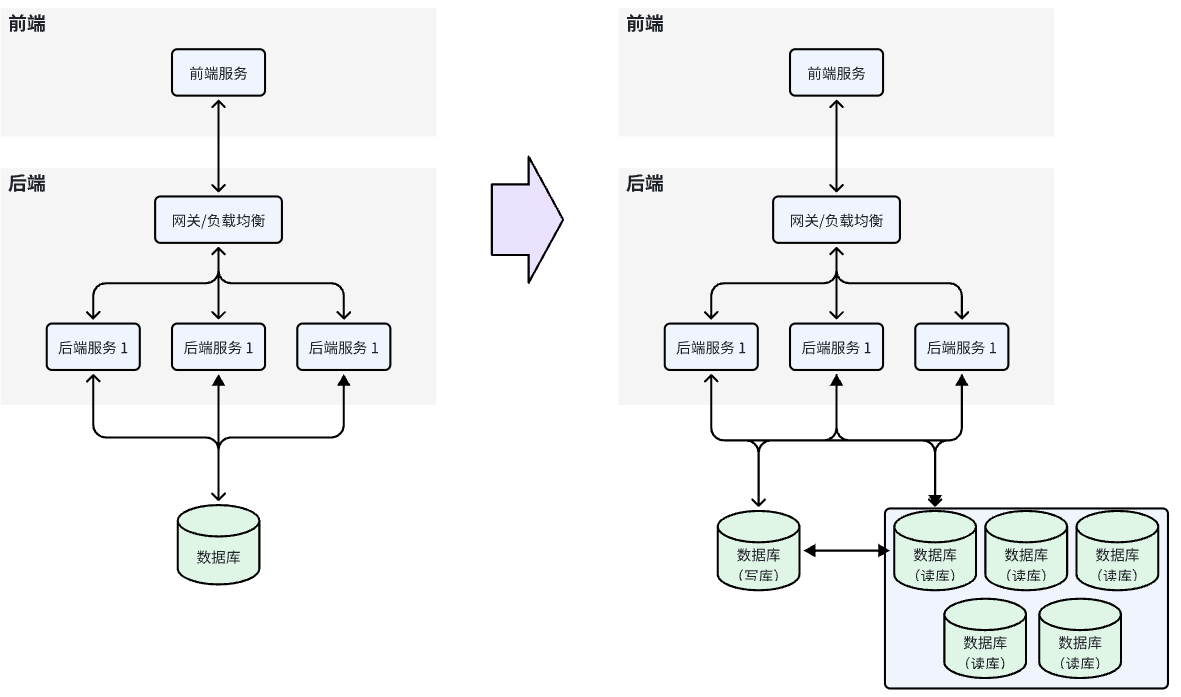 前端
前端服务
后端
网关/负载均衡
后端服务 1
后端服务 1
后端服务 1
数据库
前端
前端服务
后端
网关/负载均衡
后端服务 1
后端服务 1
后端服务 1
数据库
（写库）
数据库
（读库）
数据库
（读库）
数据库
（读库）
数据库
（读库）
数据库
（读库）